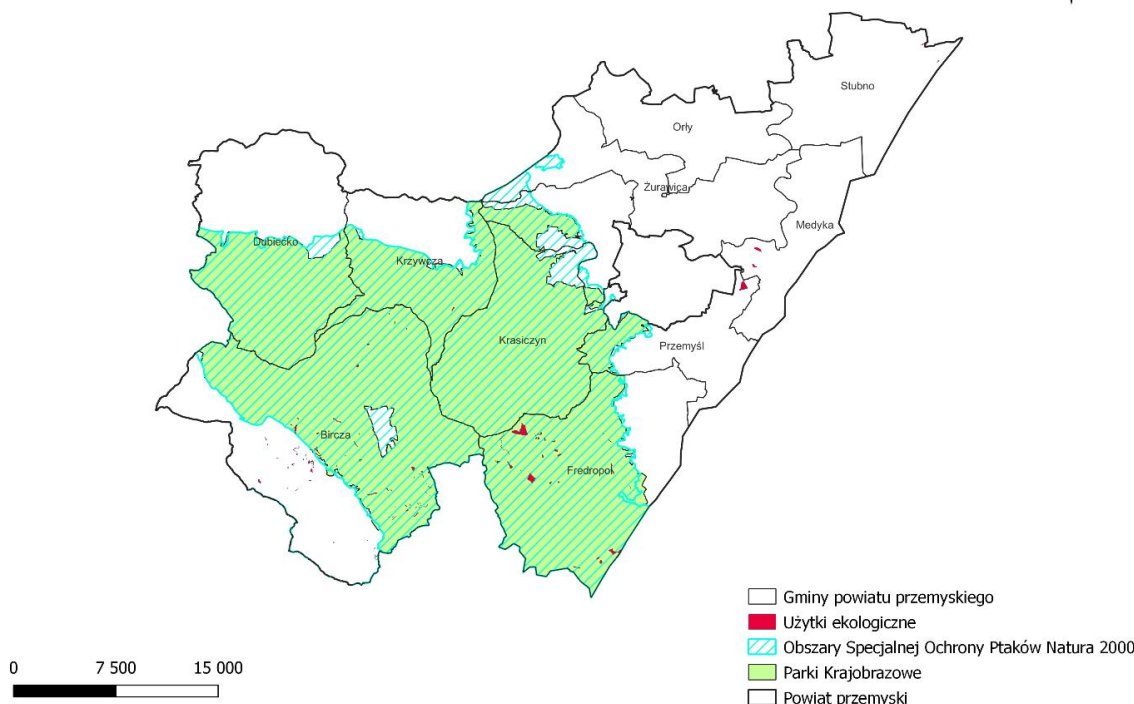 Stubno
Orły
Żurawica
Medyka
Dubiecko
Krzywcza
Krasiczyn
Przemyśl
Bircza
Fredropol
Gminy powiatu przemyskiego
Użytki ekologiczne
Obszary Specjalnej Ochrony Ptaków Natura 2000
Parki Krajobrazowe
Powiat przemyski
0 7 500 15 000